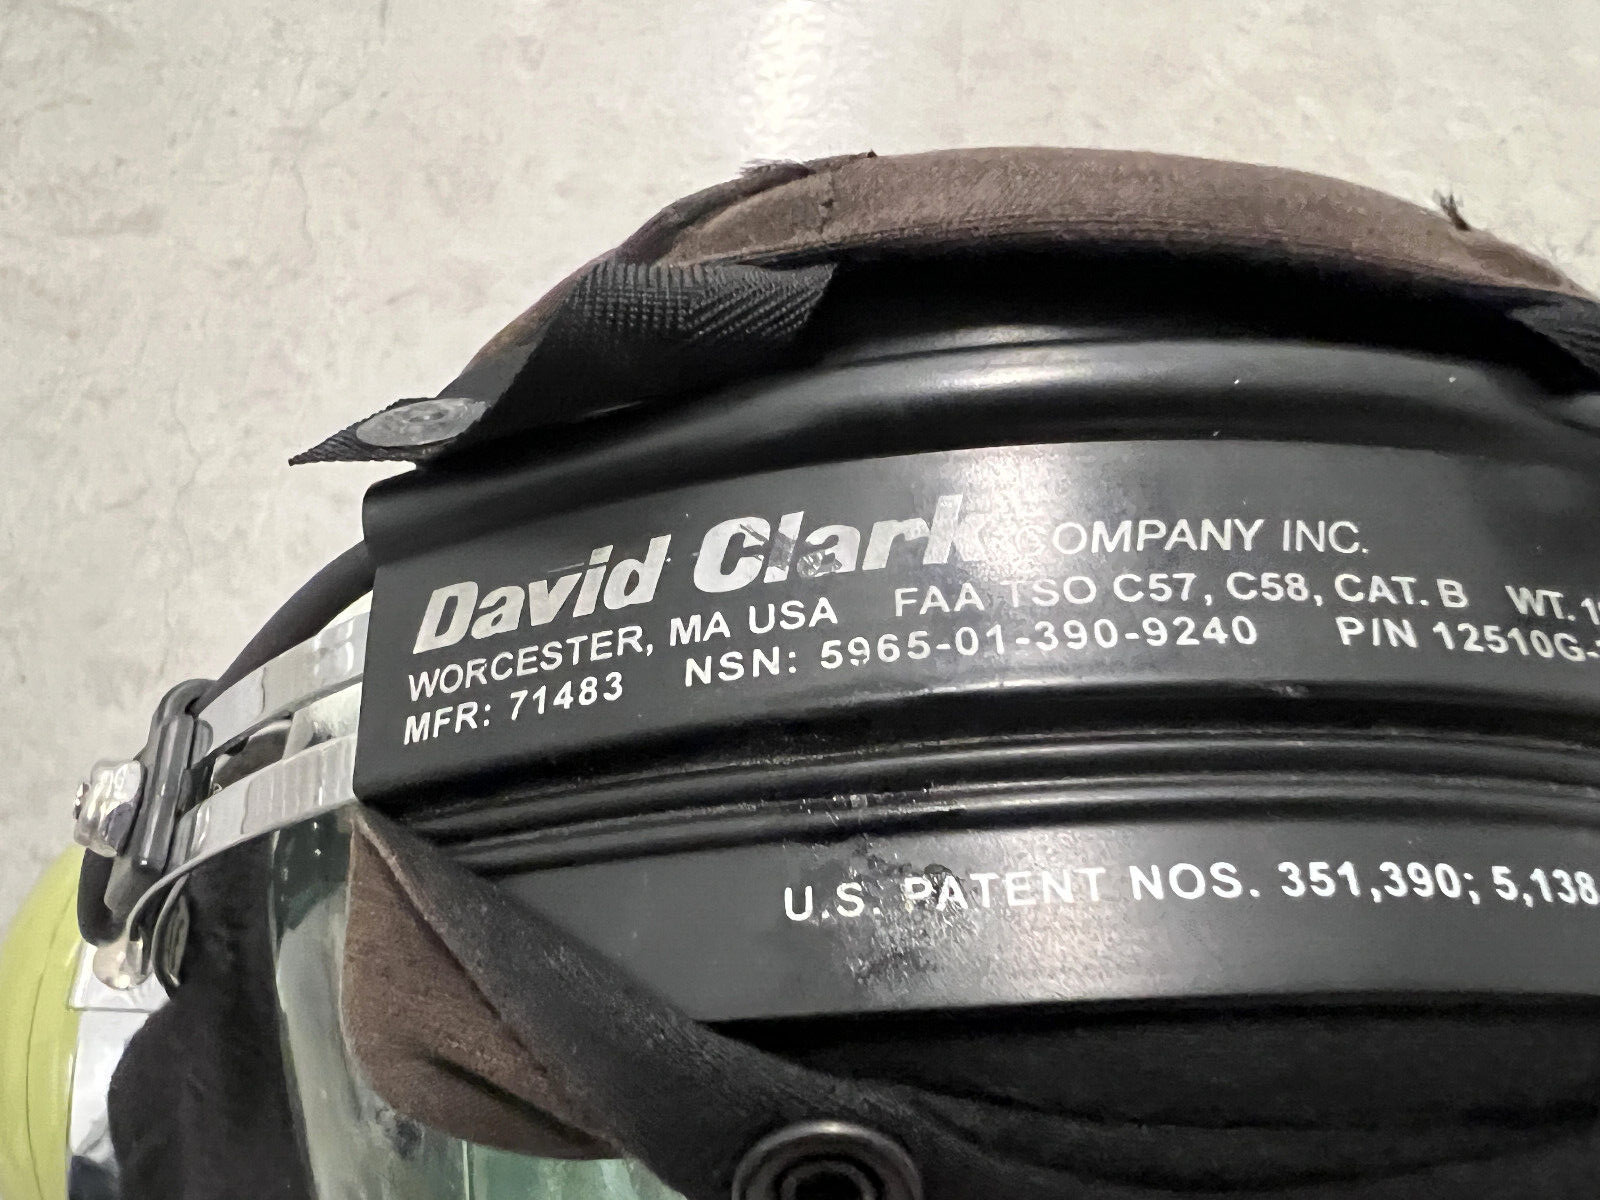 David Clark COMPANY INC.
WORCESTER, MA USA FAA TSO C57, C58, CAT. B WT.
MFR: 71483 NSN: 5965-01-390-9240 P/N 12510G-
U.S. PATENT NOS. 351,390; 5,138